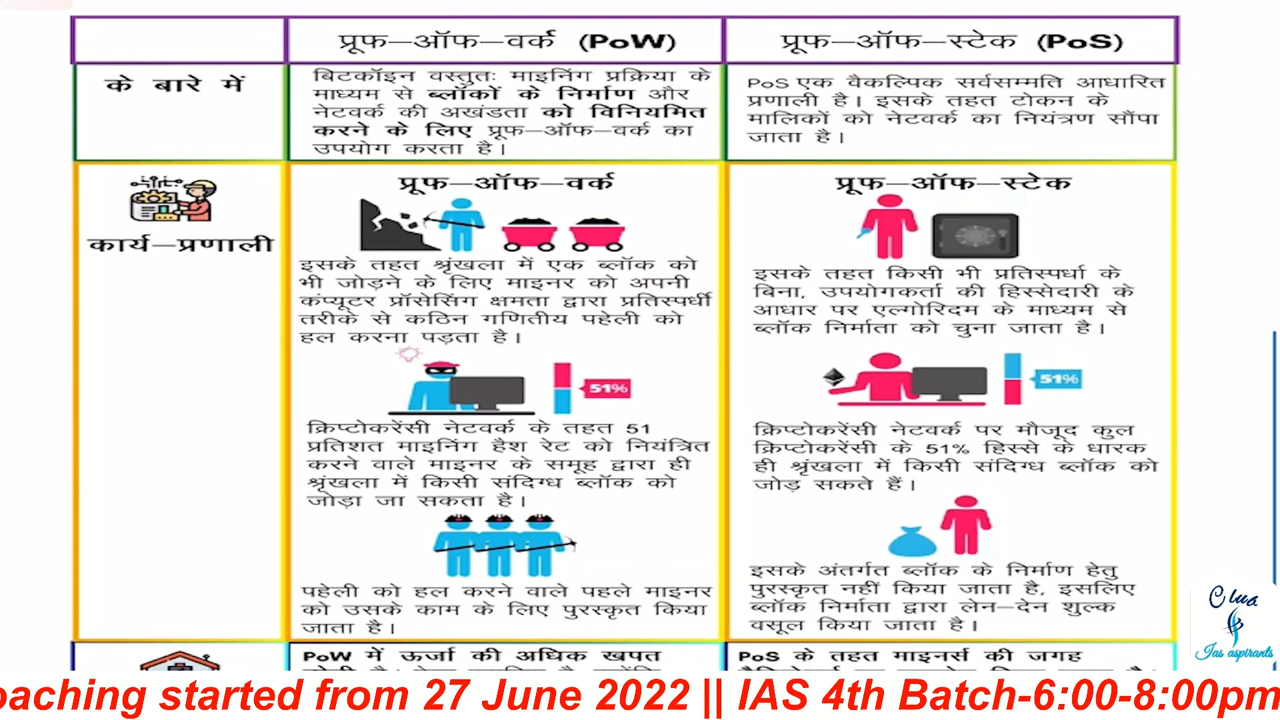 प्रूफ–ऑफ–वर्क (PoW)
प्रूफ–ऑफ–स्टेक (PoS)
के बारे में
बिटकॉइन वस्तुतः माइनिंग प्रक्रिया के
माध्यम से ब्लॉकों के निर्माण और
नेटवर्क की अखंडता को विनियमित
करने के लिए प्रूफ–ऑफ–वर्क का
उपयोग करता है।
PoS एक वैकल्पिक सर्वसम्मति आधारित
प्रणाली है। इसके तहत टोकन के
मालिकों को नेटवर्क का नियंत्रण सौंपा
जाता है।
कार्य–प्रणाली
प्रूफ–ऑफ–वर्क
इसके तहत श्रृंखला में एक ब्लॉक को
भी जोड़ने के लिए माइनर को अपनी
कंप्यूटर प्रॉसेसिंग क्षमता द्वारा प्रतिस्पर्धी
तरीके से कठिन गणितीय पहेली को
हल करना पड़ता है।
51%
क्रिप्टोकरेंसी नेटवर्क के तहत 51
प्रतिशत माइनिंग हैश रेट को नियंत्रित
करने वाले माइनर के समूह द्वारा ही
श्रृंखला में किसी संदिग्ध ब्लॉक को
जोड़ा जा सकता है।
पहेली को हल करने वाले पहले माइनर
को उसके काम के लिए पुरस्कृत किया
जाता है।
प्रूफ–ऑफ–स्टेक
इसके तहत किसी भी प्रतिस्पर्धा के
बिना, उपयोगकर्ता की हिस्सेदारी के
आधार पर एल्गोरिदम के माध्यम से
ब्लॉक निर्माता को चुना जाता है।
51%
क्रिप्टोकरेंसी नेटवर्क पर मौजूद कुल
क्रिप्टोकरेंसी के 51% हिस्से के धारक
ही श्रृंखला में किसी संदिग्ध ब्लॉक को
जोड़ सकते हैं।
इसके अंतर्गत ब्लॉक के निर्माण हेतु
पुरस्कृत नहीं किया जाता है, इसलिए
ब्लॉक निर्माता द्वारा लेन–देन शुल्क
वसूल किया जाता है।
PoW में ऊर्जा की अधिक खपत
PoS के तहत माइनर्स की जगह
Clue
Ias aspirants
oaching started from 27 June 2022 || IAS 4th Batch-6:00-8:00pm